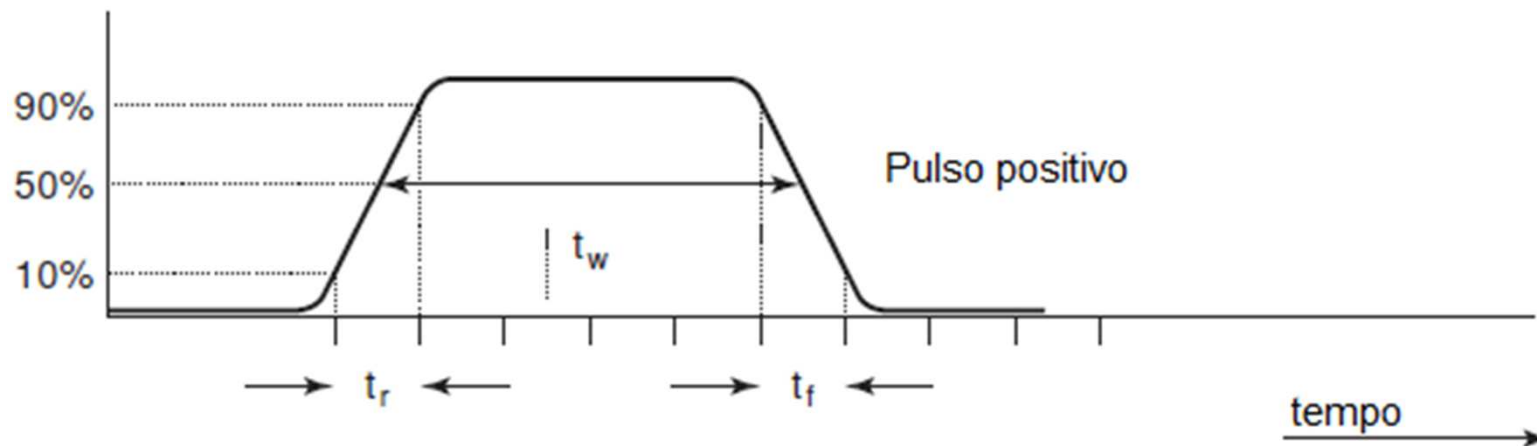 90%
50%
10%
Pulso positivo
t_w
t_r
t_f
tempo